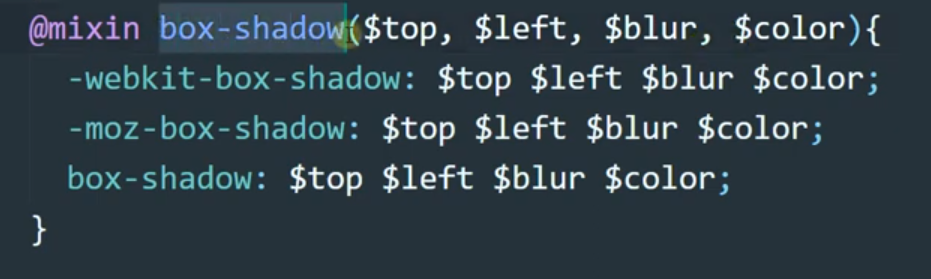 @mixin box-shadow($top, $left, $blur, $color){
-webkit-box-shadow: $top $left $blur $color;
-moz-box-shadow: $top $left $blur $color;
box-shadow: $top $left $blur $color;
}